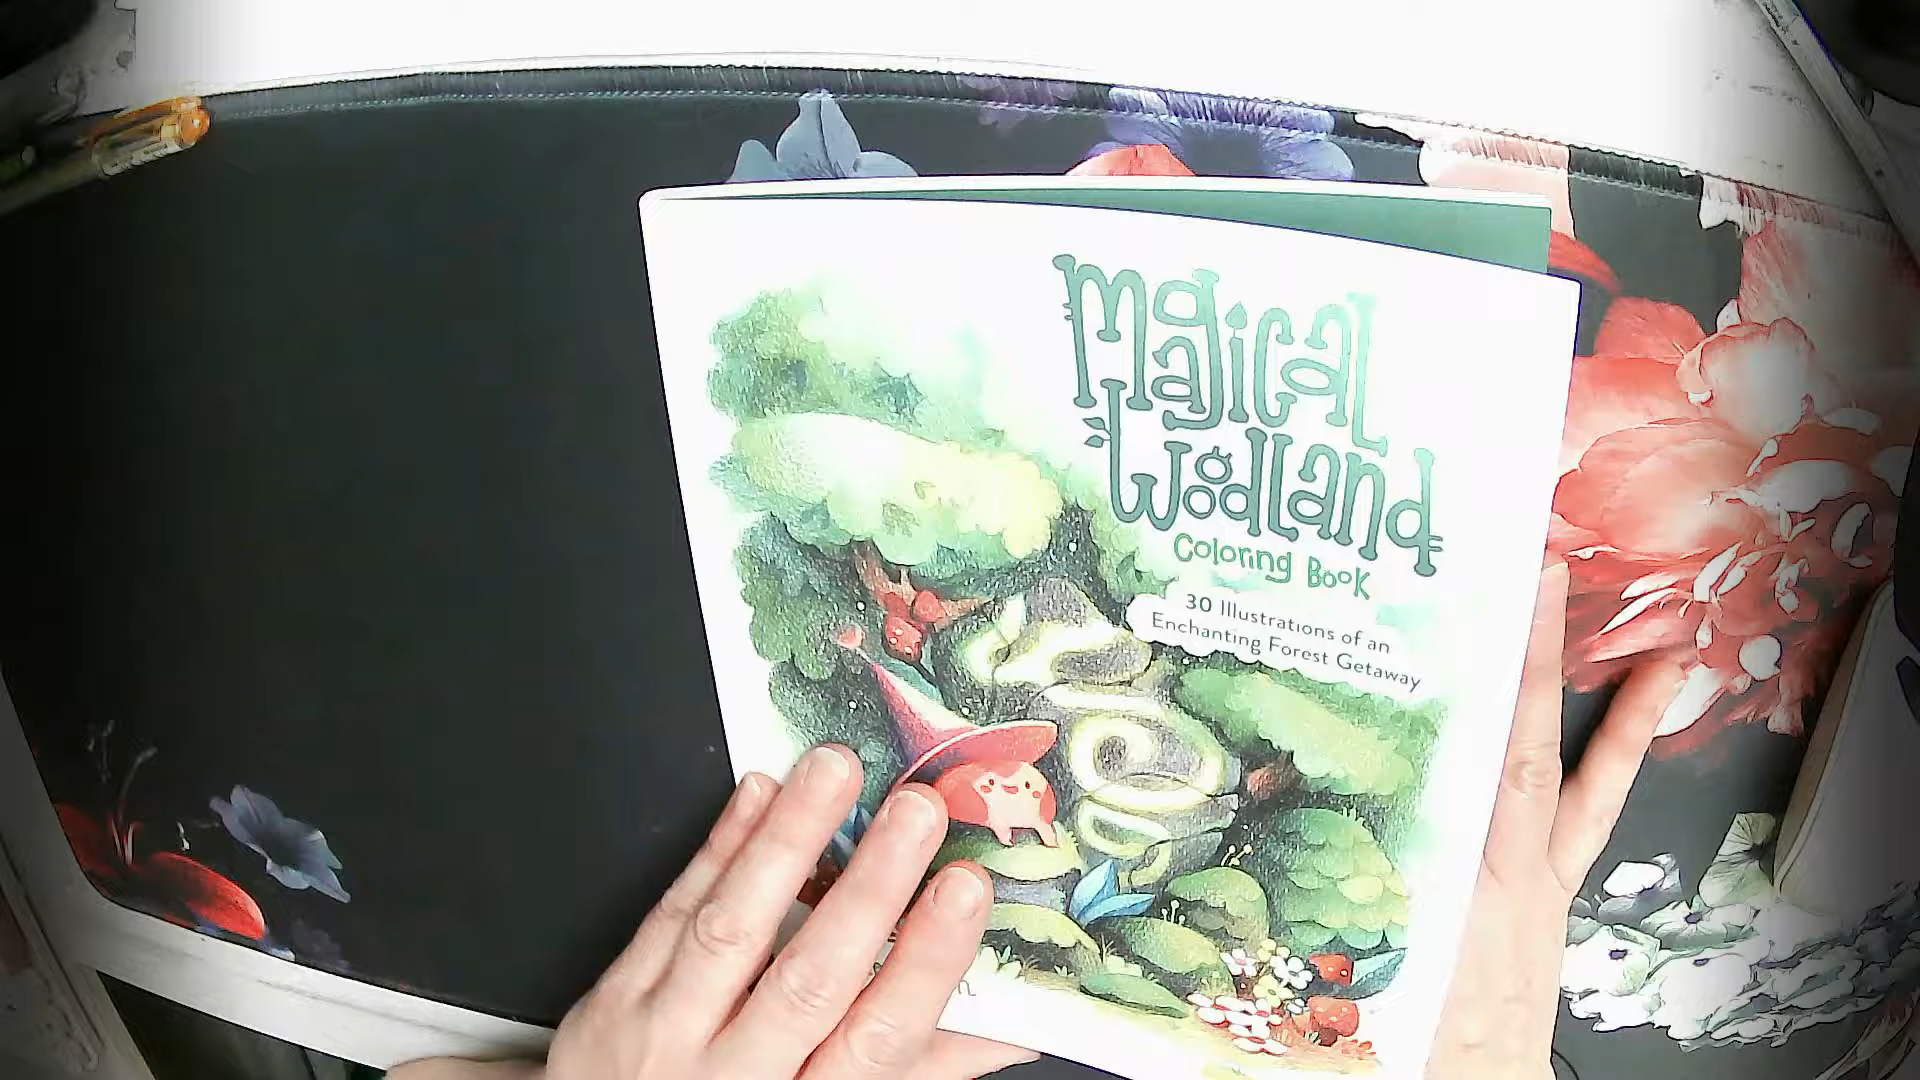 Magical
Woodland
Coloring Book
30 Illustrations of an
Enchanting Forest Getaway